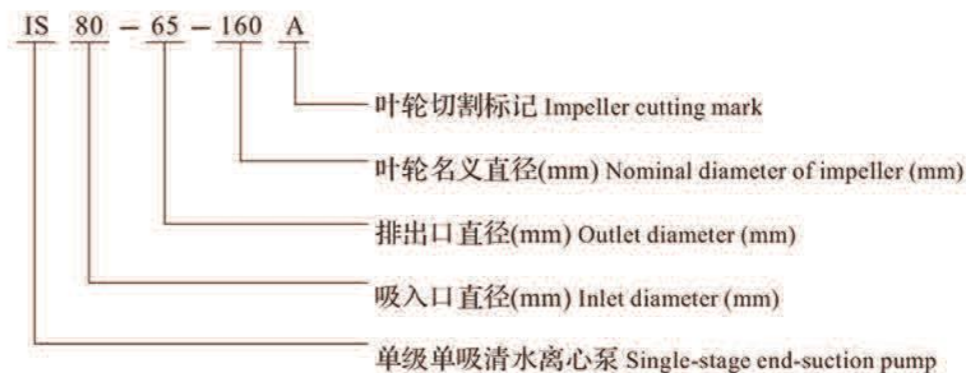 IS 80 - 65 - 160 A
叶轮切割标记 Impeller cutting mark
叶轮名义直径(mm) Nominal diameter of impeller (mm)
排出口直径(mm) Outlet diameter (mm)
吸入口直径(mm) Inlet diameter (mm)
单级单吸清水离心泵 Single-stage end-suction pump